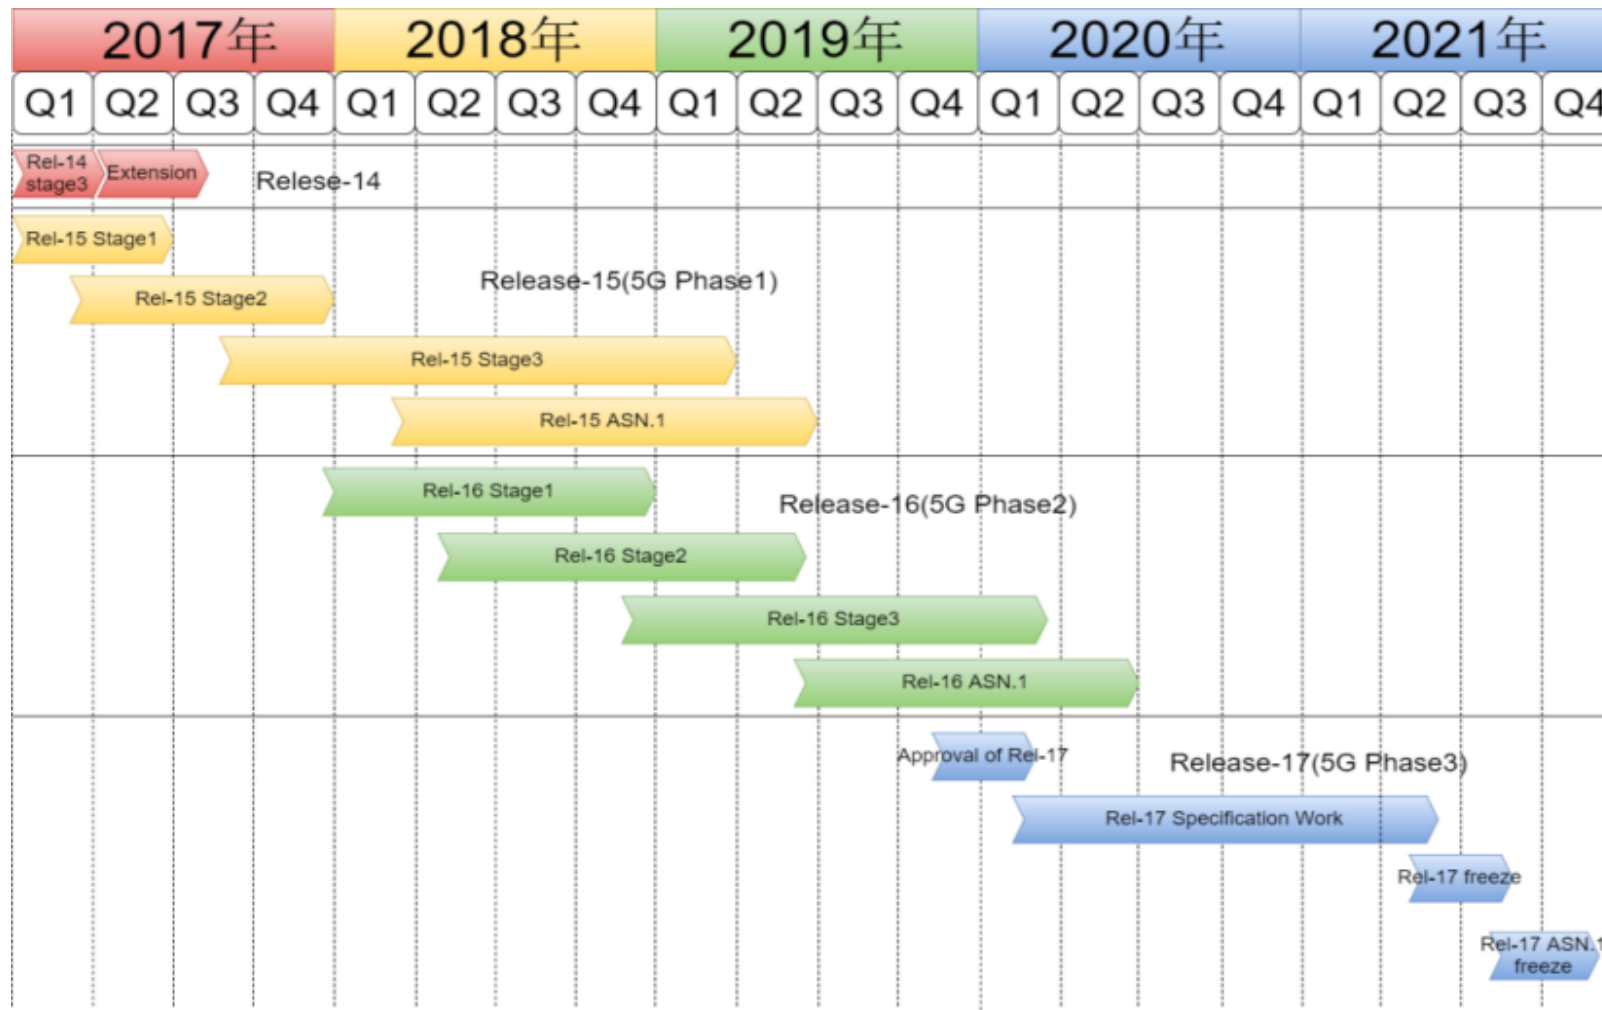 2017年 2018年 2019年 2020年 2021年
Q1 Q2 Q3 Q4 Q1 Q2 Q3 Q4 Q1 Q2 Q3 Q4 Q1 Q2 Q3 Q4 Q1 Q2 Q3 Q4
Rel-14
stage3
Extension
Relese-14
Rel-15 Stage1
Release-15(5G Phase1)
Rel-15 Stage2
Rel-15 Stage3
Rel-15 ASN.1
Rel-16 Stage1
Release-16(5G Phase2)
Rel-16 Stage2
Rel-16 Stage3
Rel-16 ASN.1
Approval of Rel-17
Release-17(5G Phase3)
Rel-17 Specification Work
Rel-17 freeze
Rel-17 ASN.1
freeze